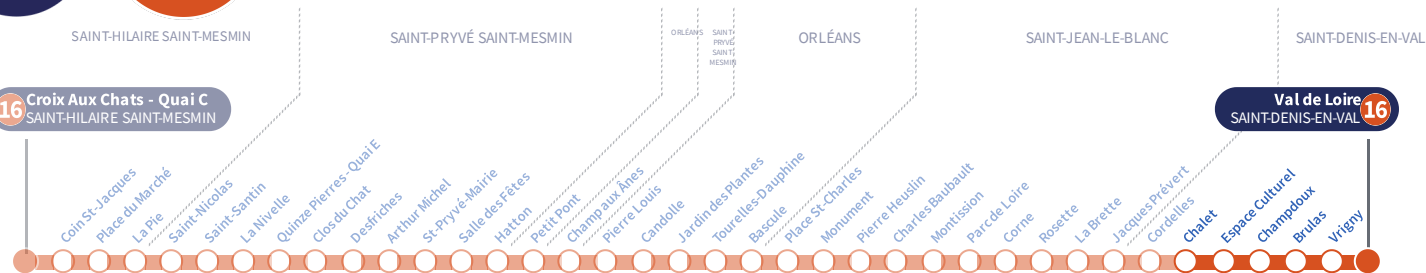 SAINT-HILAIRE SAINT-MESMIN
SAINT-PRYVÉ SAINT-MESMIN
ORLÉANS
SAINT-
PRYVÉ
SAINT-
MESMIN
ORLÉANS
SAINT-JEAN-LE-BLANC
SAINT-DENIS-EN-VAL
16
Croix Aux Chats - Quai C
SAINT-HILAIRE SAINT-MESMIN
Val de Loire
SAINT-DENIS-EN-VAL
16
Coin St-Jacques
Place du Marché
La Pie
Saint-Nicolas
Saint-Santin
La Nivelle
Quinze Pierres - Quai E
Clos du Chat
Desfriches
Arthur Michel
St-Pryvé-Mairie
Salle des Fêtes
Hatton
Petit Pont
Champ aux Ânes
Pierre Louis
Candolle
Jardin des Plantes
Tourelles-Dauphine
Bascule
Place St-Charles
Monument
Pierre Heuslin
Charles Baubault
Montission
Parc de Loire
Corne
Rosette
La Brette
Jacques Prévert
Cordelles
Chalet
Espace Culturel
Champdoux
Brulas
Vrigny